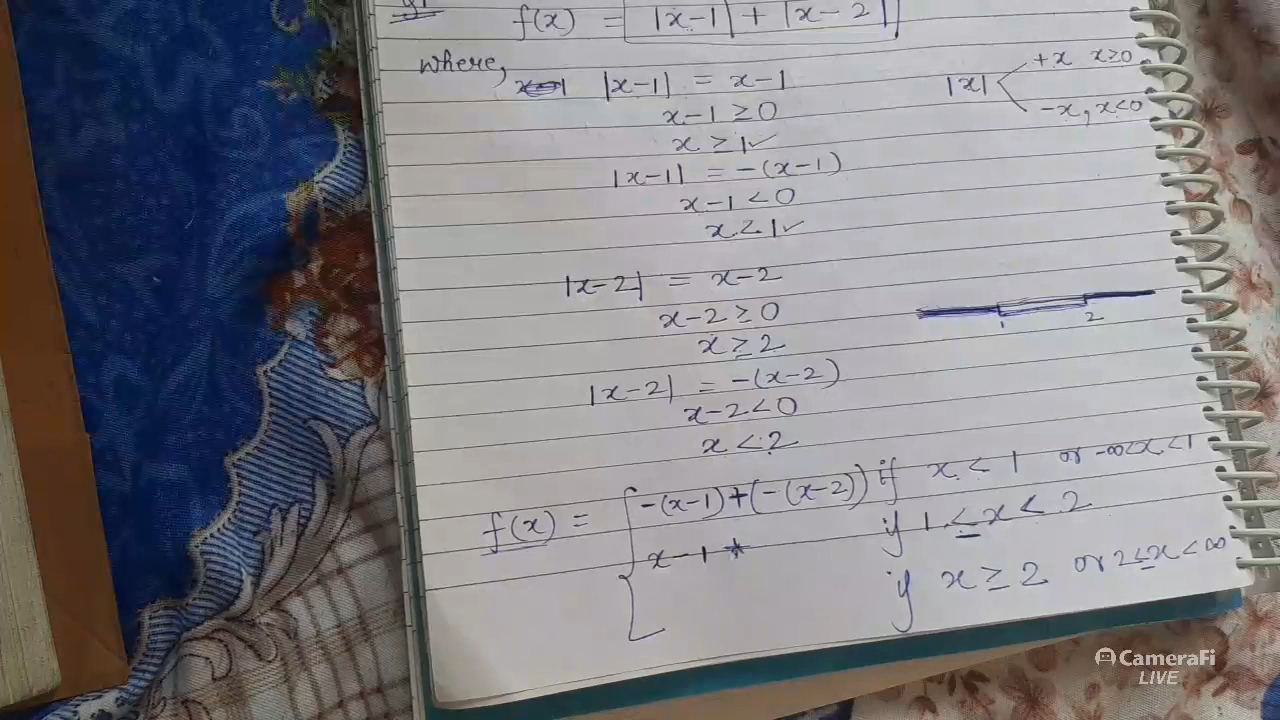 Q1
f(x) = |x-1| + |x-2|
where,
|x-1| = x-1
x-1 ≥ 0
x ≥ 1 ✓
|x-1| = -(x-1)
x-1 < 0
x < 1 ✓
|x| +x x≥0
-x, x<0
|x-2| = x-2
x-2 ≥ 0
x ≥ 2
|x-2| = -(x-2)
x-2 < 0
x < 2
1 2
f(x) = { -(x-1)+(-(x-2)) if x < 1 or -∞<x<1
x-1 + if 1 ≤ x < 2
if x ≥ 2 or 2≤x<∞
CameraFi
LIVE